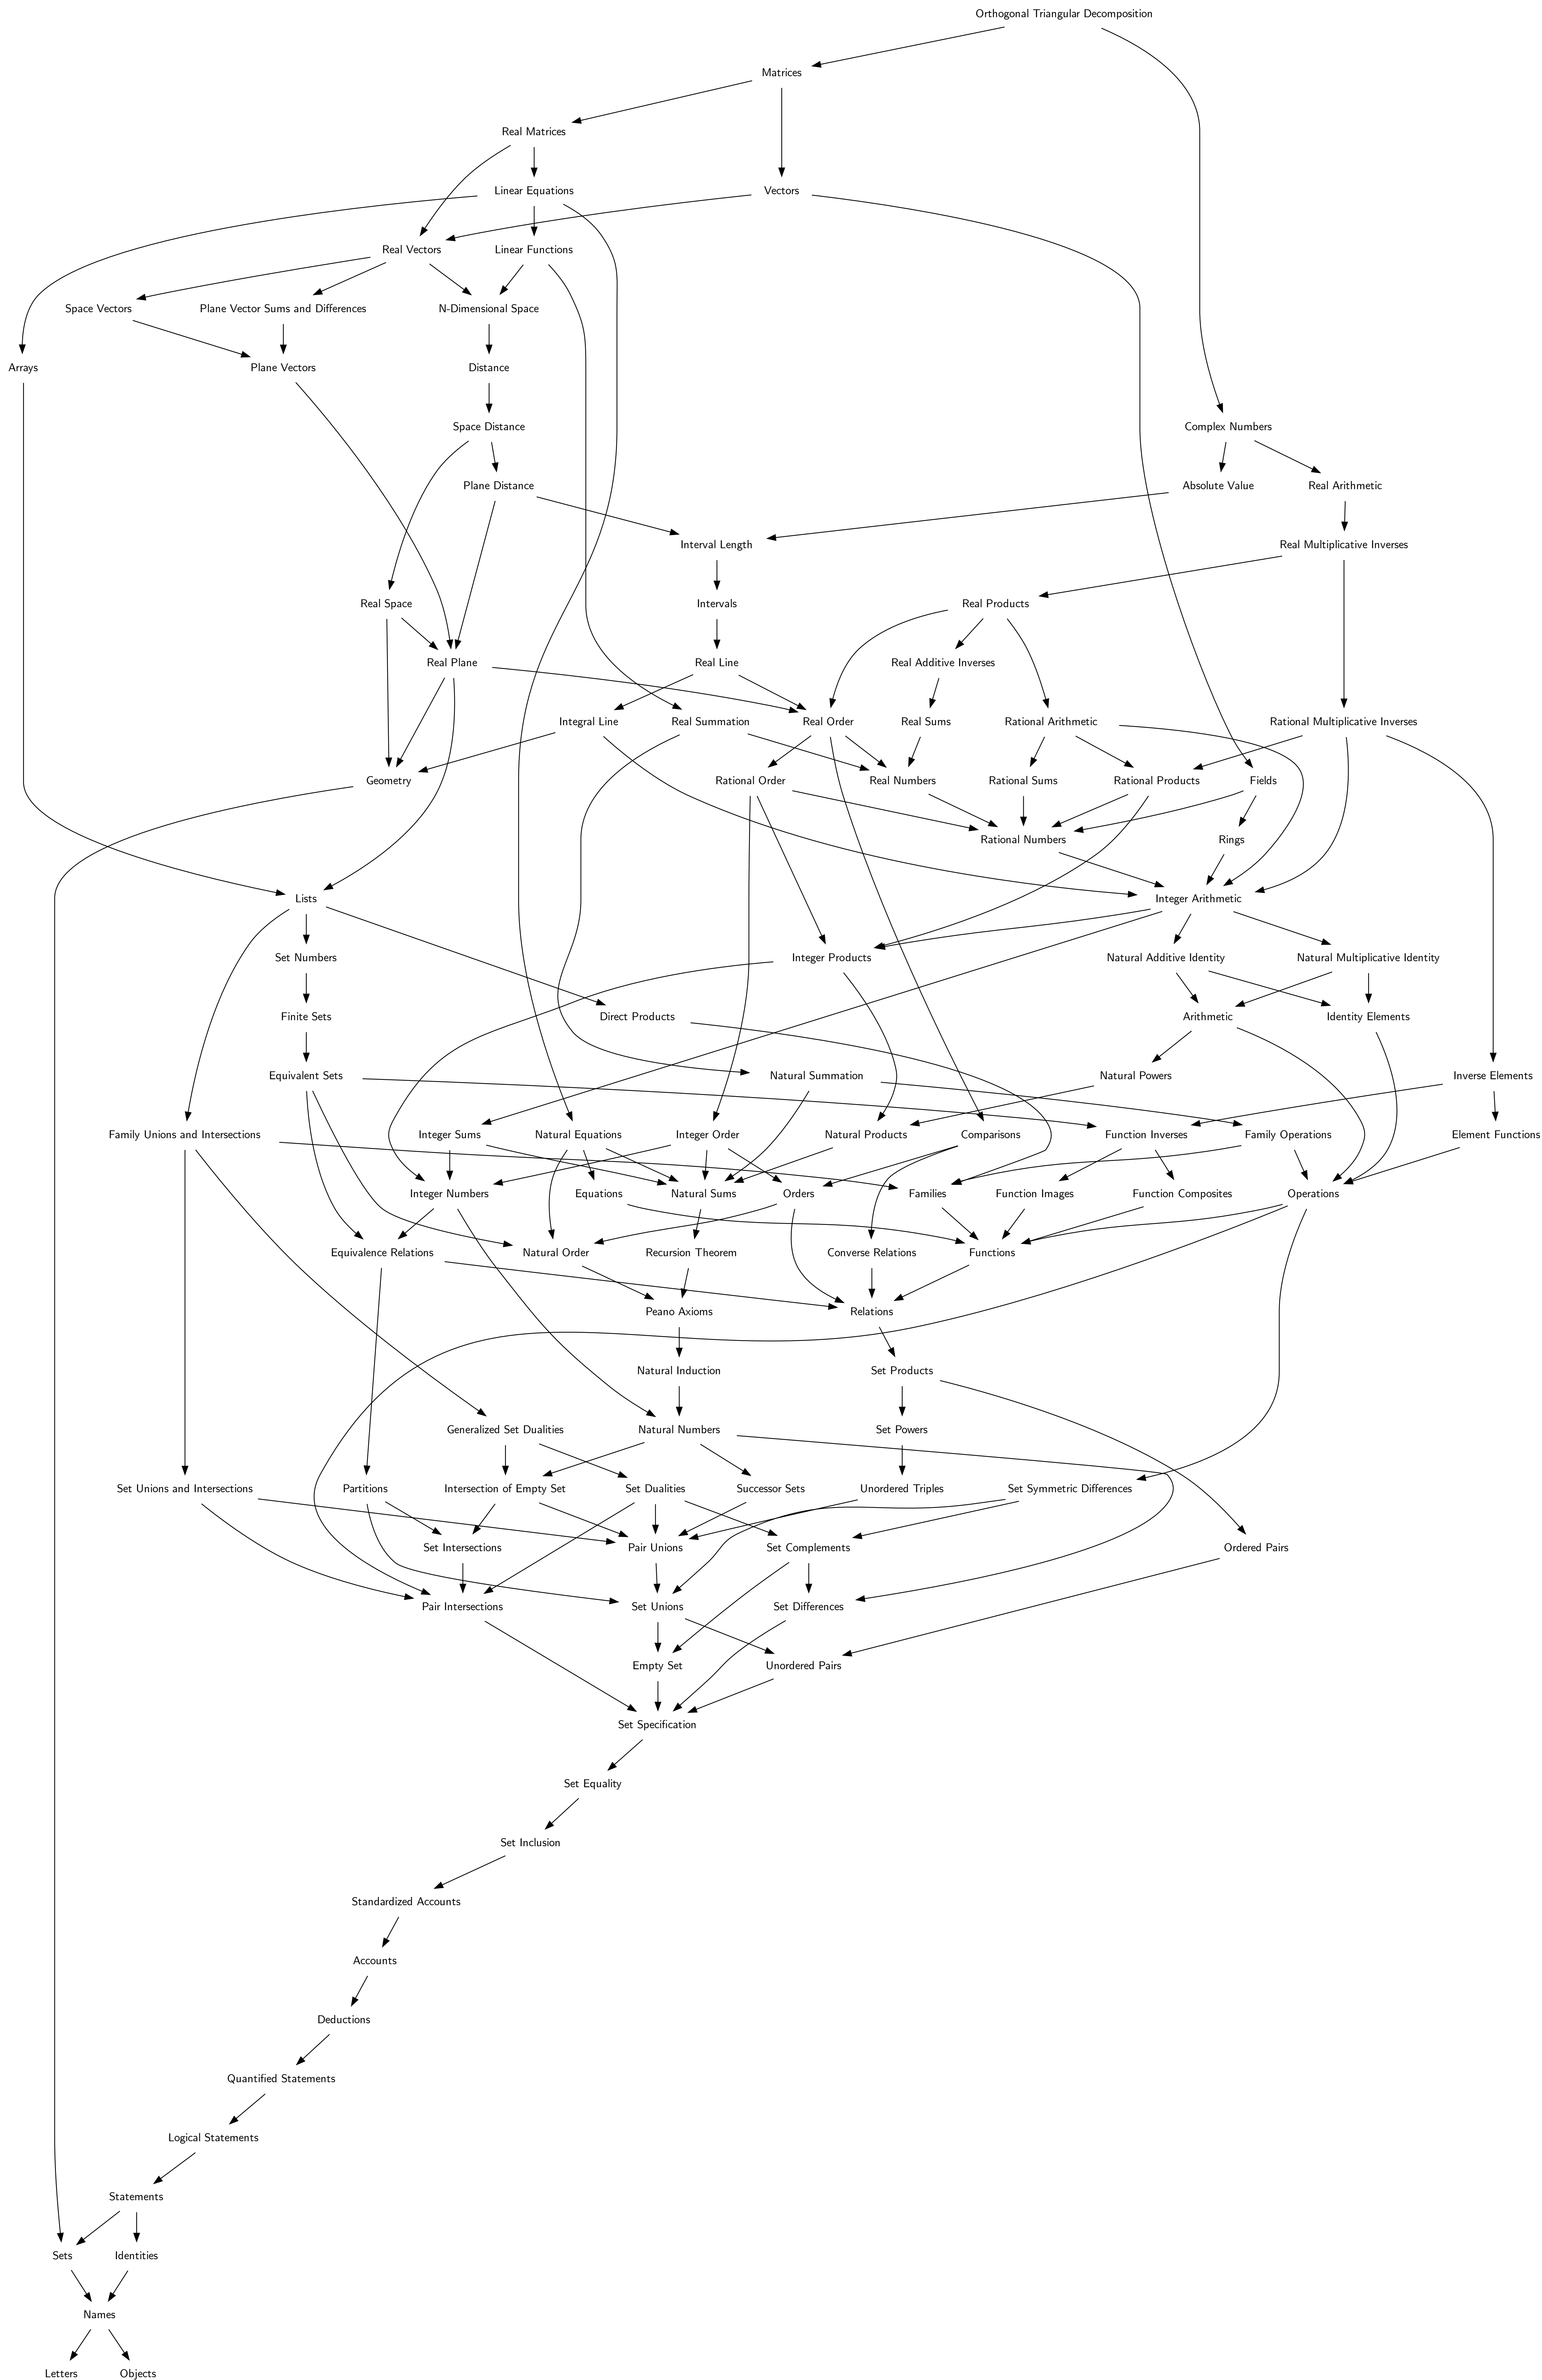 Orthogonal Triangular Decomposition
Matrices
Real Matrices
Linear Equations
Vectors
Real Vectors
Linear Functions
Space Vectors
Plane Vector Sums and Differences
N-Dimensional Space
Arrays
Plane Vectors
Distance
Space Distance
Complex Numbers
Plane Distance
Absolute Value
Real Arithmetic
Interval Length
Real Multiplicative Inverses
Real Space
Intervals
Real Products
Real Plane
Real Line
Real Additive Inverses
Integral Line
Real Summation
Real Order
Real Sums
Rational Arithmetic
Rational Multiplicative Inverses
Geometry
Rational Order
Real Numbers
Rational Sums
Rational Products
Fields
Rational Numbers
Rings
Lists
Integer Arithmetic
Set Numbers
Integer Products
Natural Additive Identity
Natural Multiplicative Identity
Finite Sets
Direct Products
Arithmetic
Identity Elements
Equivalent Sets
Natural Summation
Natural Powers
Inverse Elements
Family Unions and Intersections
Integer Sums
Natural Equations
Integer Order
Natural Products
Comparisons
Function Inverses
Family Operations
Element Functions
Integer Numbers
Equations
Natural Sums
Orders
Families
Function Images
Function Composites
Operations
Equivalence Relations
Natural Order
Recursion Theorem
Converse Relations
Functions
Peano Axioms
Relations
Natural Induction
Set Products
Generalized Set Dualities
Natural Numbers
Set Powers
Set Unions and Intersections
Partitions
Intersection of Empty Set
Set Dualities
Successor Sets
Unordered Triples
Set Symmetric Differences
Set Intersections
Pair Unions
Set Complements
Ordered Pairs
Pair Intersections
Set Unions
Set Differences
Empty Set
Unordered Pairs
Set Specification
Set Equality
Set Inclusion
Standardized Accounts
Accounts
Deductions
Quantified Statements
Logical Statements
Statements
Sets
Identities
Names
Letters
Objects